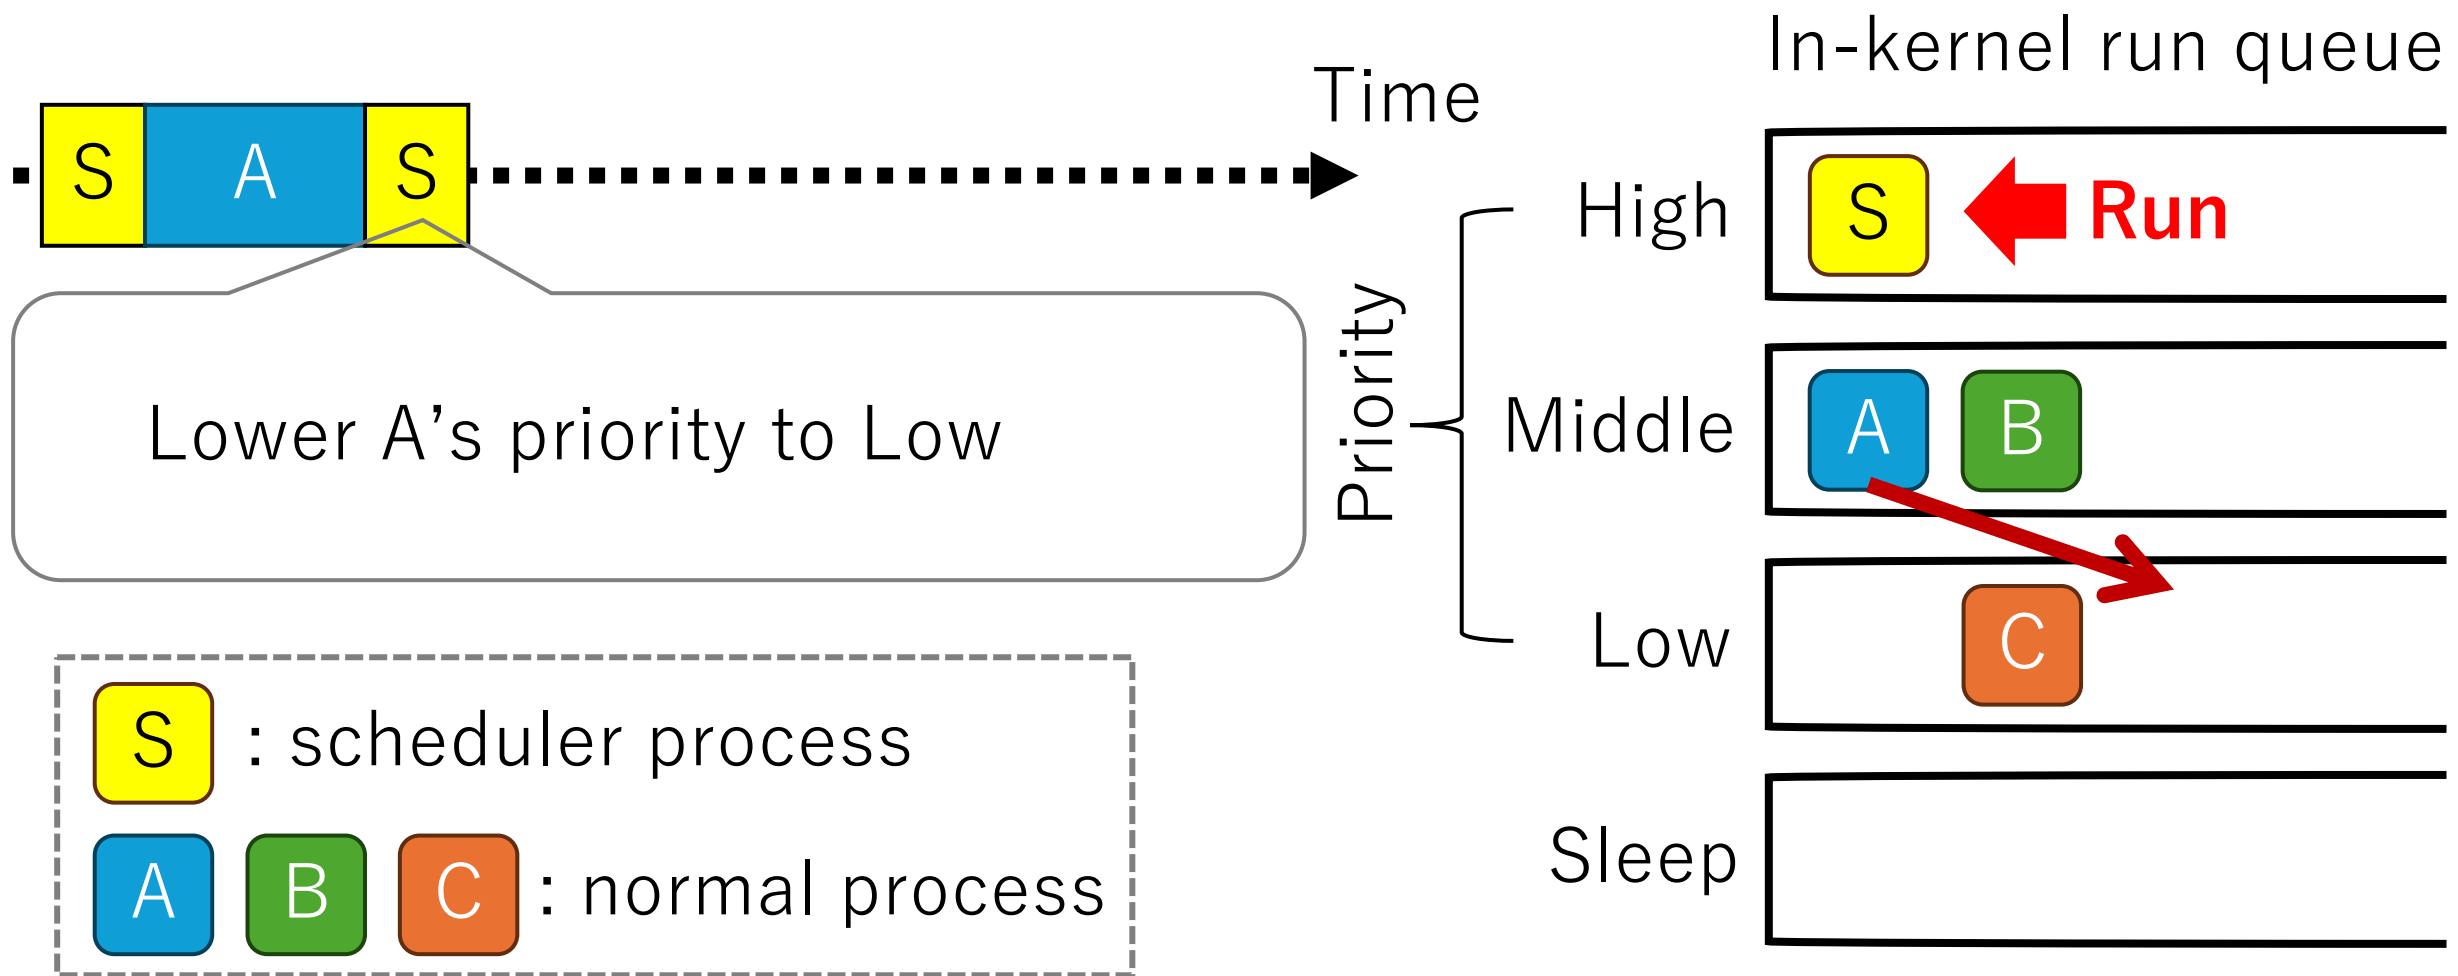 In-kernel run queue
Time
S A S
High
S
Run
Priority
Middle
A B
Lower A’s priority to Low
Low
C
S : scheduler process
Sleep
A B C : normal process